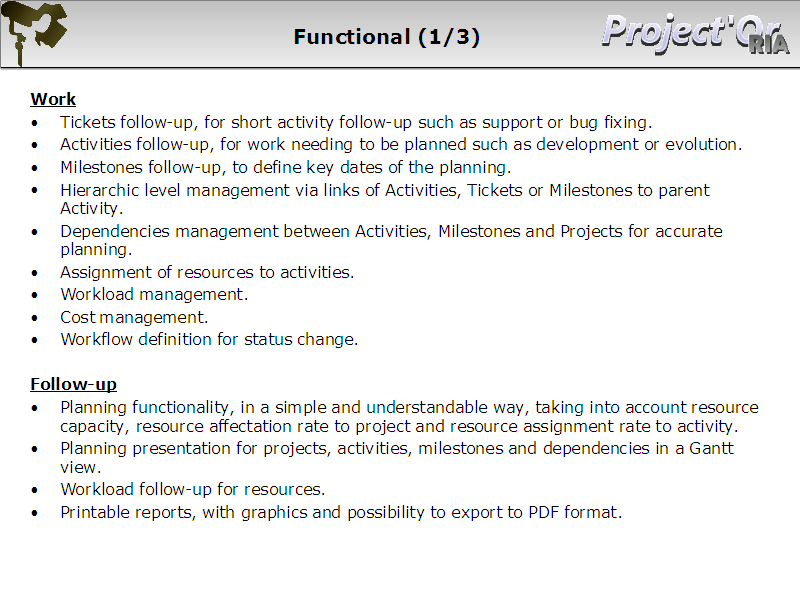 Functional (1/3)
Project'Or
RIA
Work
• Tickets follow-up, for short activity follow-up such as support or bug fixing.
• Activities follow-up, for work needing to be planned such as development or evolution.
• Milestones follow-up, to define key dates of the planning.
• Hierarchic level management via links of Activities, Tickets or Milestones to parent
Activity.
• Dependencies management between Activities, Milestones and Projects for accurate
planning.
• Assignment of resources to activities.
• Workload management.
• Cost management.
• Workflow definition for status change.
Follow-up
• Planning functionality, in a simple and understandable way, taking into account resource
capacity, resource affectation rate to project and resource assignment rate to activity.
• Planning presentation for projects, activities, milestones and dependencies in a Gantt
view.
• Workload follow-up for resources.
• Printable reports, with graphics and possibility to export to PDF format.